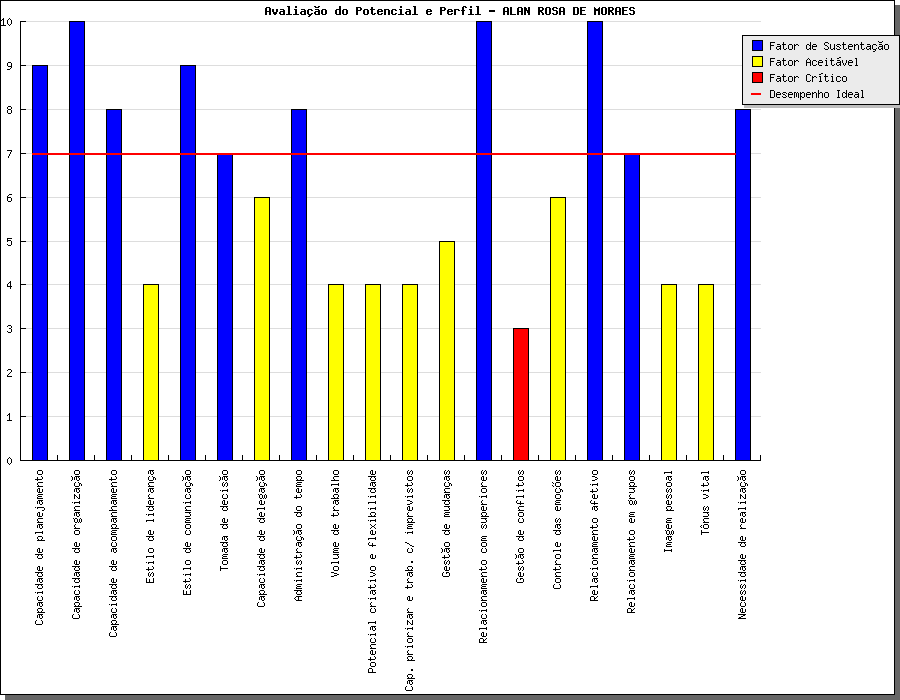 Avaliação do Potencial e Perfil - ALAN ROSA DE MORAES
Fator de Sustentação
Fator Aceitável
Fator Crítico
Desempenho Ideal
10
9
8
7
6
5
4
3
2
1
0
Capacidade de planejamento
Capacidade de organização
Capacidade de acompanhamento
Estilo de liderança
Estilo de comunicação
Tomada de decisão
Capacidade de delegação
Administração do tempo
Volume de trabalho
Potencial criativo e flexibilidade
Cap. priorizar e trab. c/ imprevistos
Gestão de mudanças
Relacionamento com superiores
Gestão de conflitos
Controle das emoções
Relacionamento afetivo
Relacionamento em grupos
Imagem pessoal
Tônus vital
Necessidade de realização